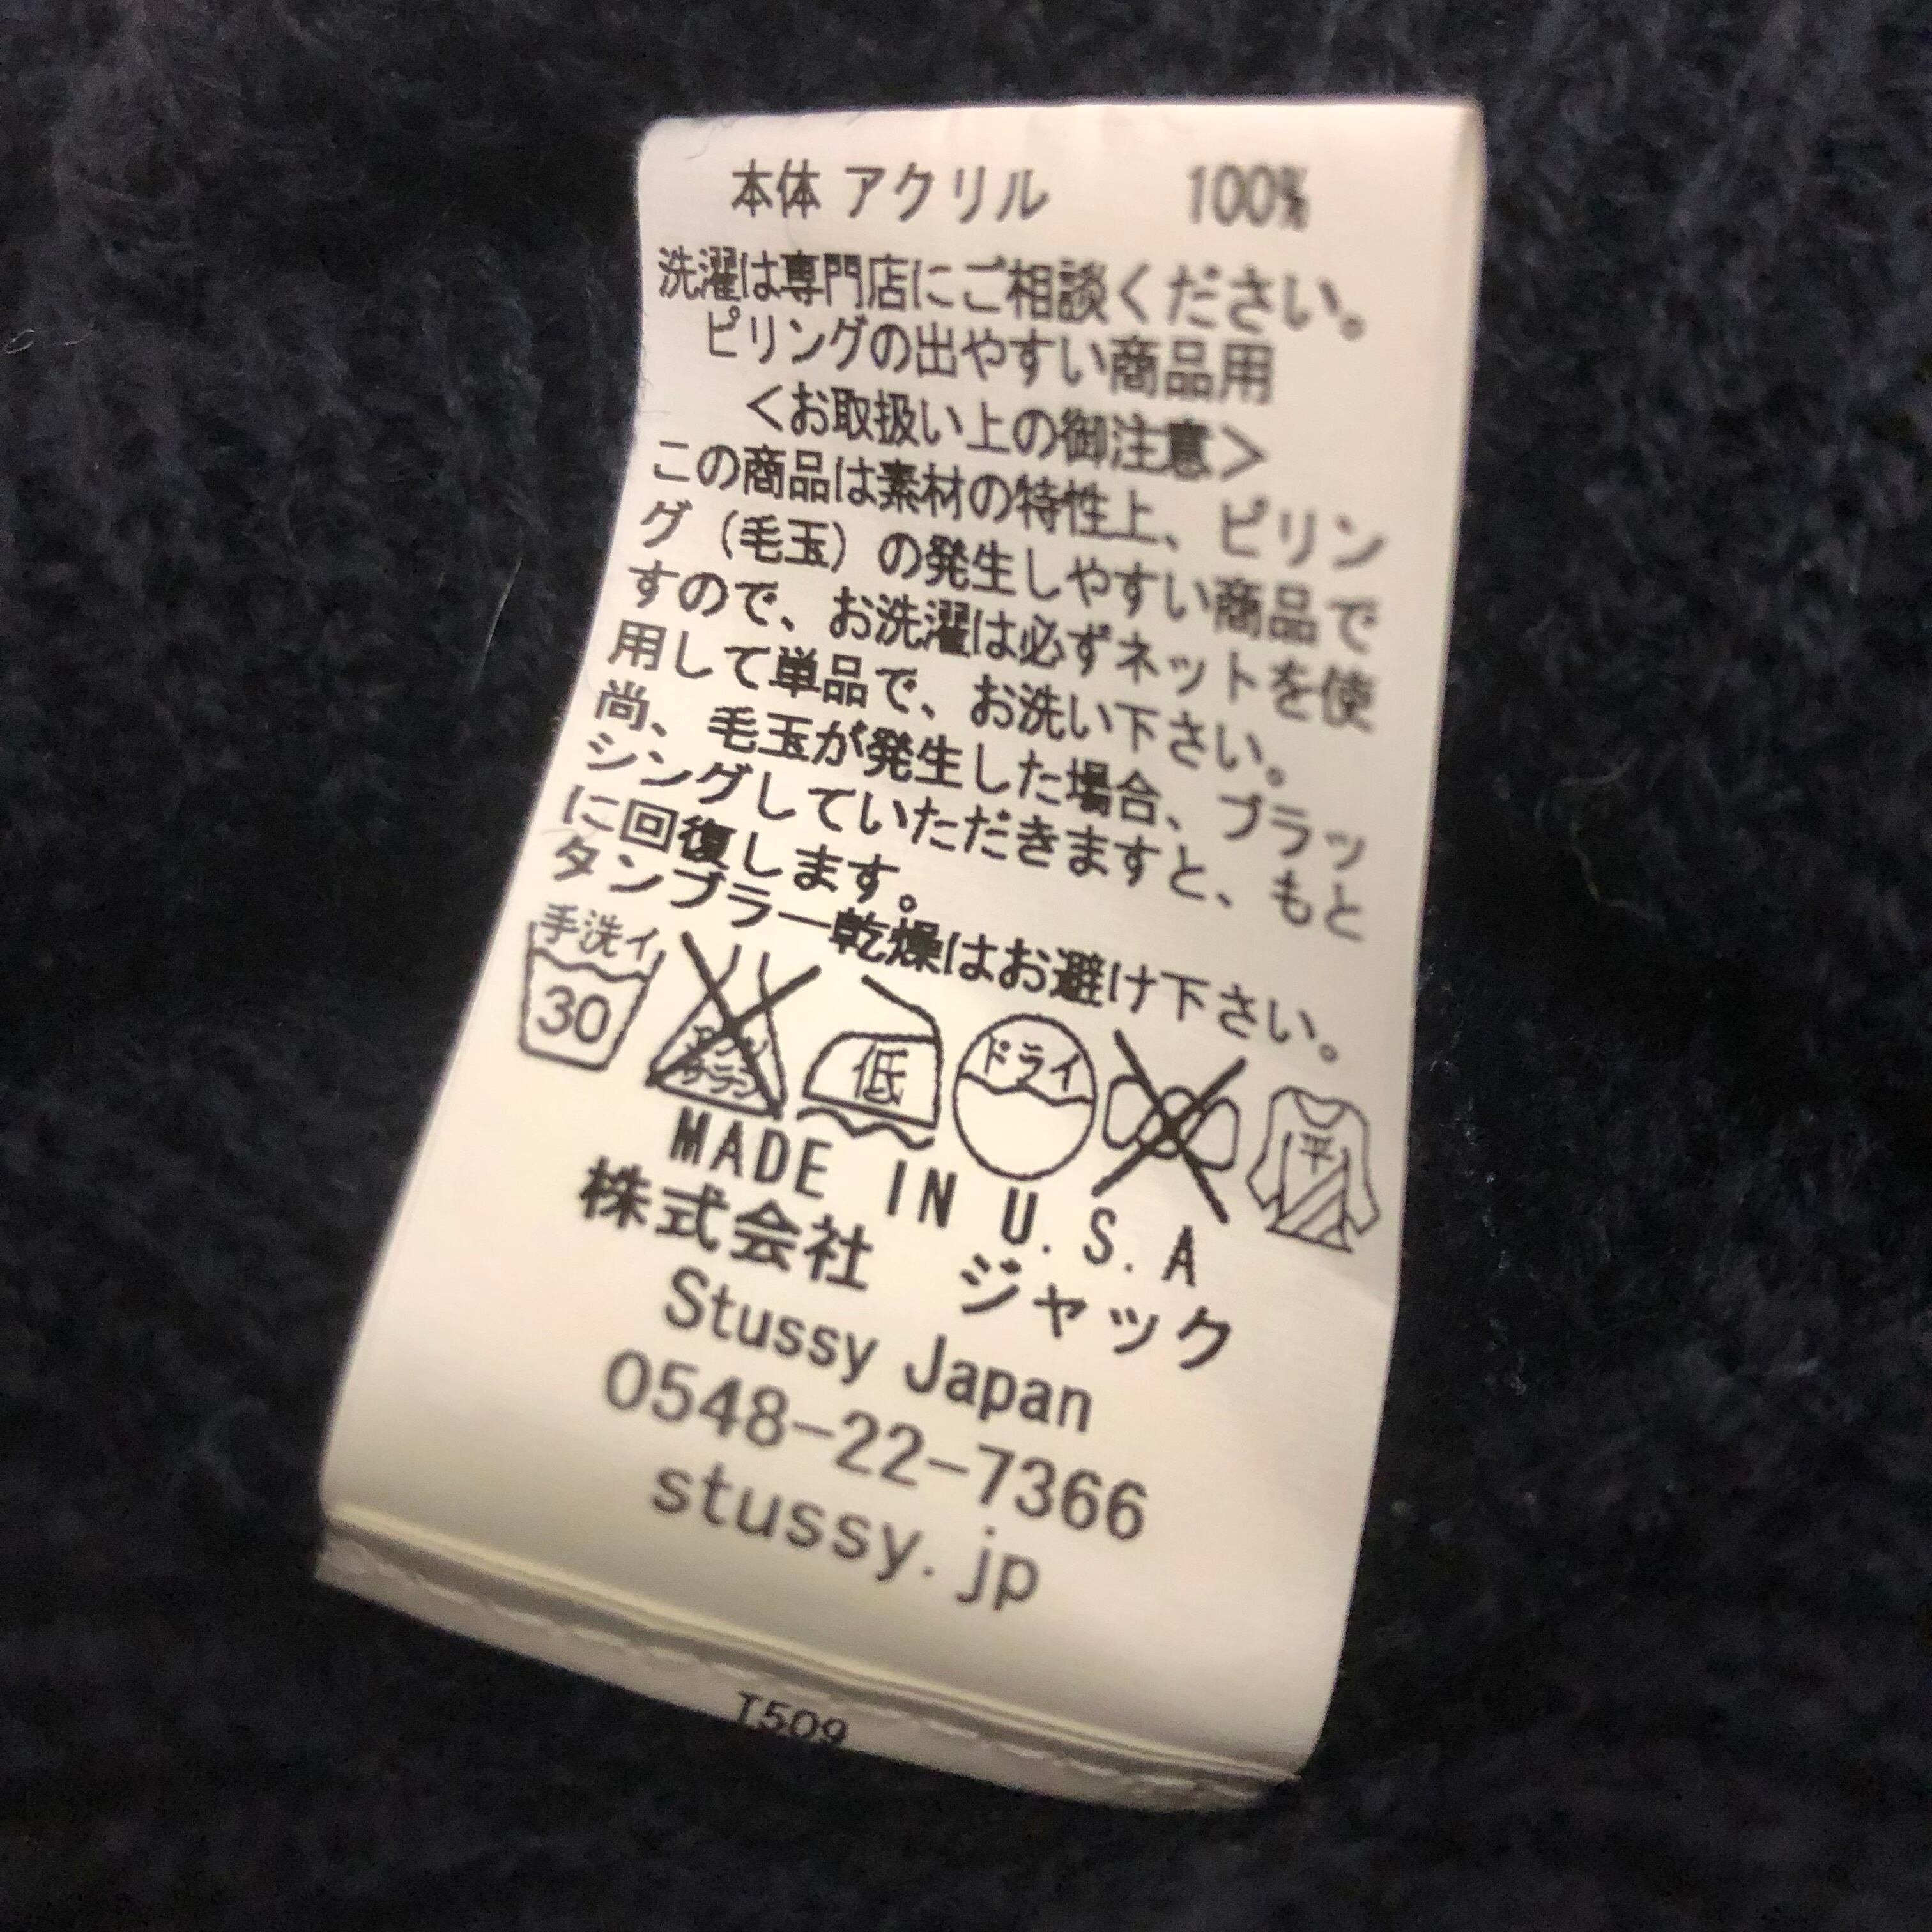 本体 アクリル 100%
洗濯は専門店にご相談ください。
ピリングの出やすい商品用
＜お取扱い上の御注意＞
この商品は素材の特性上、ピリン
グ（毛玉）の発生しやすい商品で
すので、お洗濯は必ずネットを使
用して単品で、お洗い下さい。
尚、毛玉が発生した場合、ブラッ
シングしていただきますと、もと
に回復します。
タンブラー乾燥はお避け下さい。
手洗イ
30
エンソ
サラシ
低
ドライ
平
MADE IN U.S.A
株式会社 ジャック
Stussy Japan
0548-22-7366
stussy.jp
T509